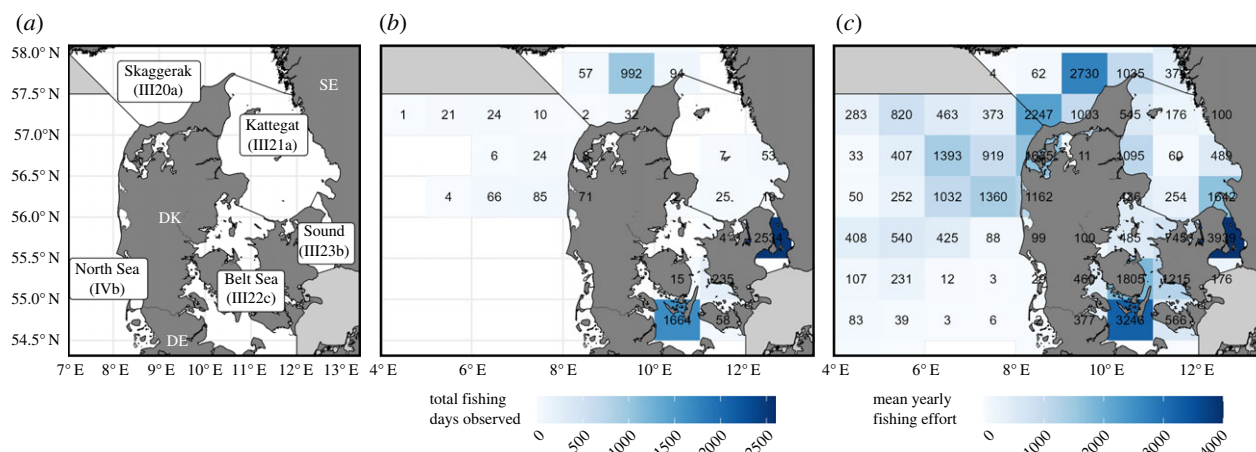 (a)
(b)
(c)
58.0° N
57.5° N
57.0° N
56.5° N
56.0° N
55.5° N
55.0° N
54.5° N
Skaggerak
(III20a)
SE
Kattegat
(III21a)
DK
Sound
(III23b)
North Sea
(IVb)
Belt Sea
(III22c)
DE
7° E 8° E 9° E 10° E 11° E 12° E 13° E
57 992 94
1 21 24 10 2 32
6 24 7 53
4 66 85 71 2 25 19
4 2534
15 235
1664 58
4° E 6° E 8° E 10° E 12° E
total fishing
days observed
0 500 1000 1500 2000 2500
4 62 2730 1035
283 820 463 373 2247 1003 545 176 100
33 407 1393 919 11 1095 60 489
50 252 1032 1360 1162 254 1642
408 540 425 88 99 100 485 745 3939
107 231 12 3 1805 1215 176
83 39 3 6 2 377 3246 566
4° E 6° E 8° E 10° E 12° E
mean yearly
fishing effort
0 1000 2000 3000 4000